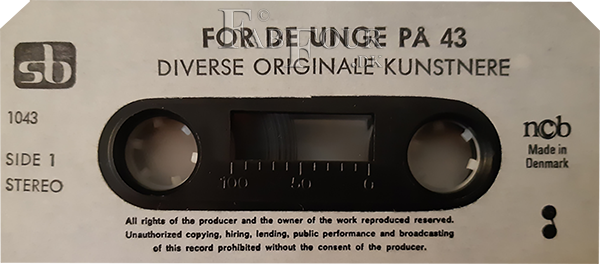 FOR DE UNGE PÅ 43
DIVERSE ORIGINALE KUNSTNERE
sb
1043
SIDE 1
STEREO
100 50 0
ncb
Made in
Denmark
All rights of the producer and the owner of the work reproduced reserved.
Unauthorized copying, hiring, lending, public performance and broadcasting
of this record prohibited without the consent of the producer.